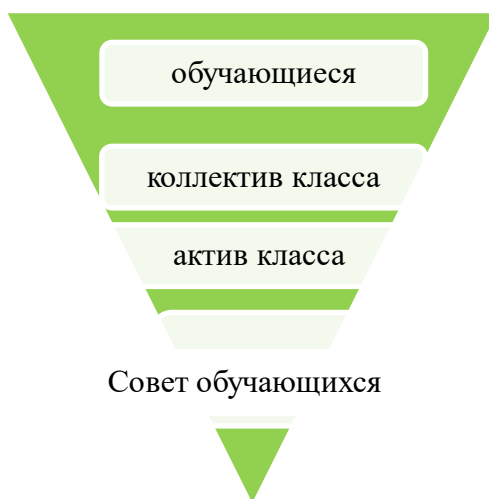 обучающиеся
коллектив класса
актив класса
Совет обучающихся